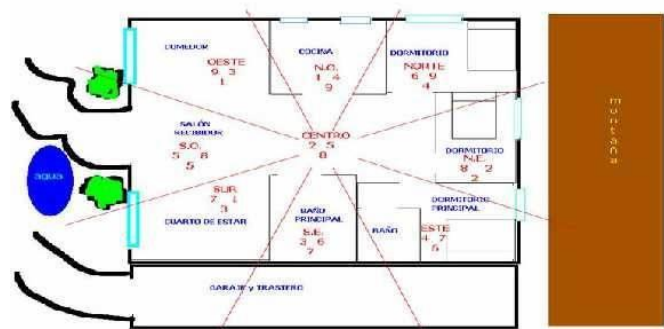 COMEDOR
OESTE
9 3
1
COCINA
N.O.
1 4
9
DORMITORIO
NORTE
6 9
4
SALÓN
RECIBIDOR
S.O.
5 8
5
CENTRO
2 5
8
DORMITORIO
N.E.
8 2
2
SUR
7 1
3
CUARTO DE ESTAR
BAÑO
PRINCIPAL
S.E.
3 6
7
BAÑO
DORMITORIO
PRINCIPAL
ESTE
4 7
5
agua
GARAJE y TRASTERO
montaña